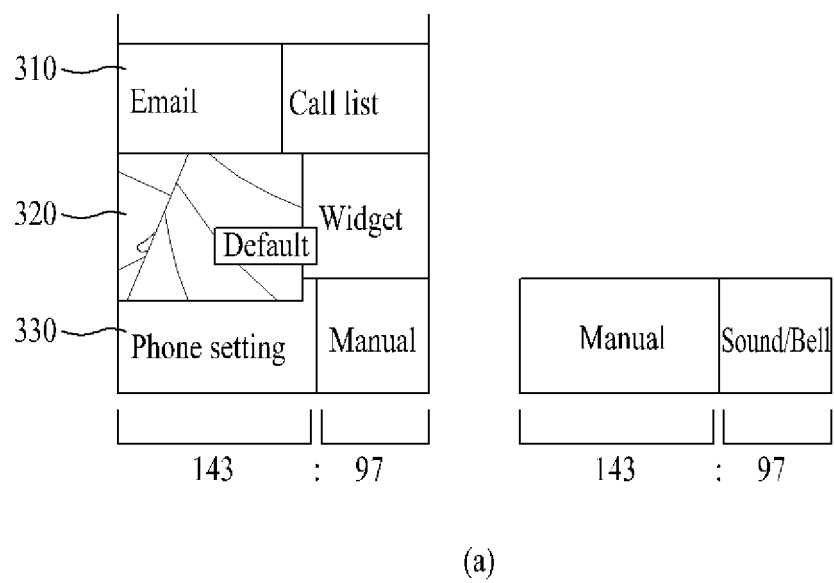 310
Email
Call list
320
Widget
Default
330
Phone setting
Manual
Manual
Sound/Bell
143 : 97
143 : 97
(a)